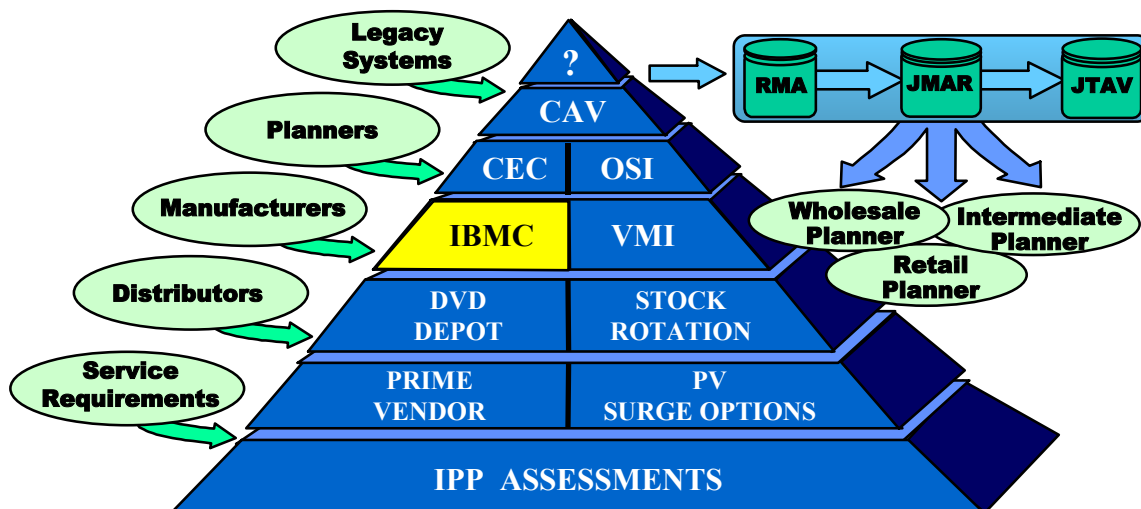 Legacy
Systems
?
RMA
JMAR
JTAV
CAV
Planners
CEC
OSI
Manufacturers
IBMC
VMI
Wholesale
Planner
Intermediate
Planner
Retail
Planner
Distributors
DVD
DEPOT
STOCK
ROTATION
Service
Requirements
PRIME
VENDOR
PV
SURGE OPTIONS
IPP ASSESSMENTS